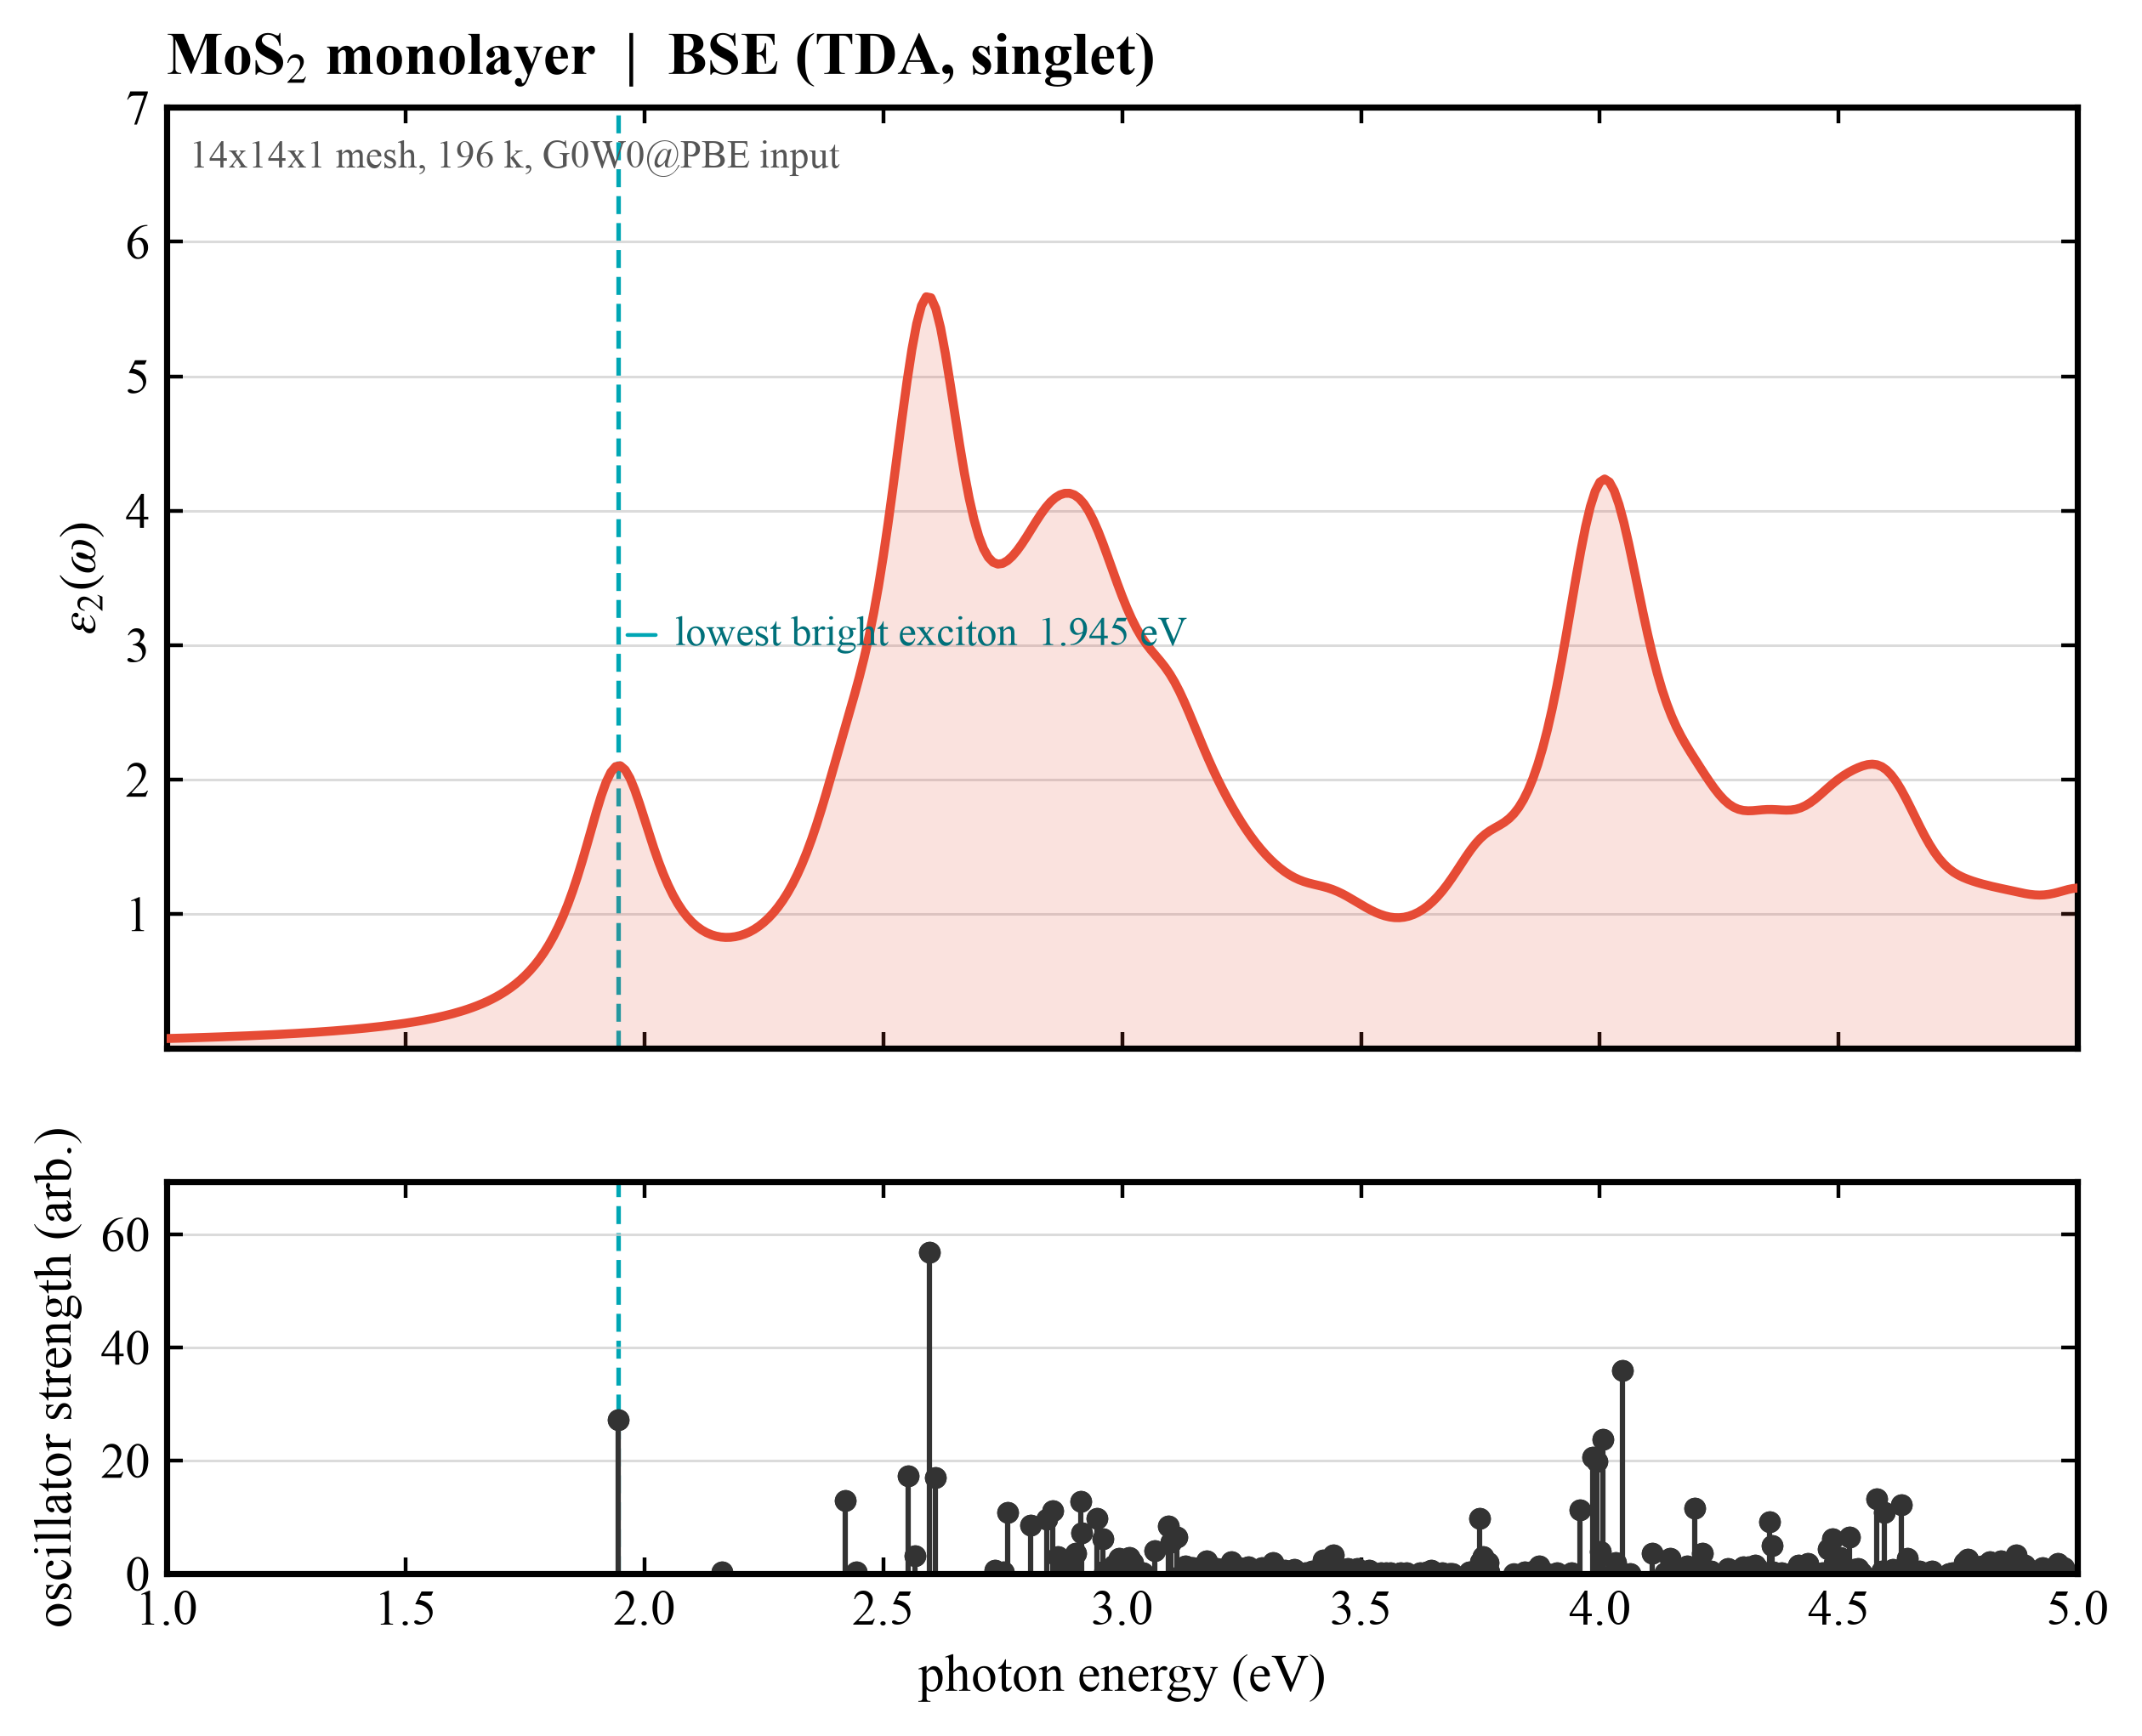 MoS₂ monolayer | BSE (TDA, singlet)
7
14x14x1 mesh, 196 k, G0W0@PBE input
6
5
4
3
2
1
ε₂(ω)
lowest bright exciton 1.945 eV
oscillator strength (arb.)
60
40
20
0
1.0 1.5 2.0 2.5 3.0 3.5 4.0 4.5 5.0
photon energy (eV)